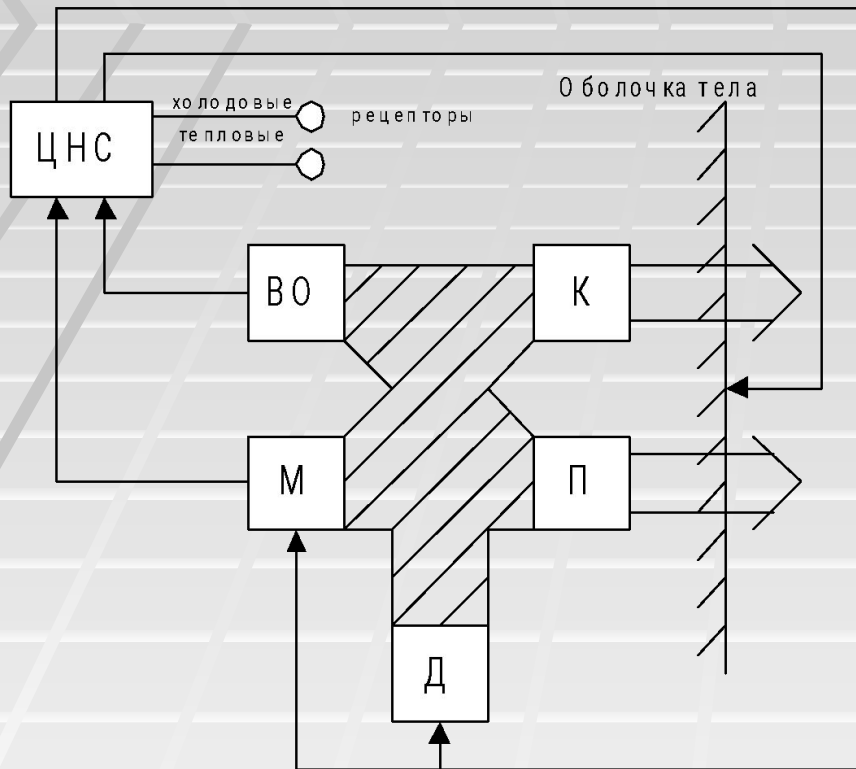 Оболочка тела
холодовые
рецепторы
тепловые
ЦНС
ВО
К
М
П
Д